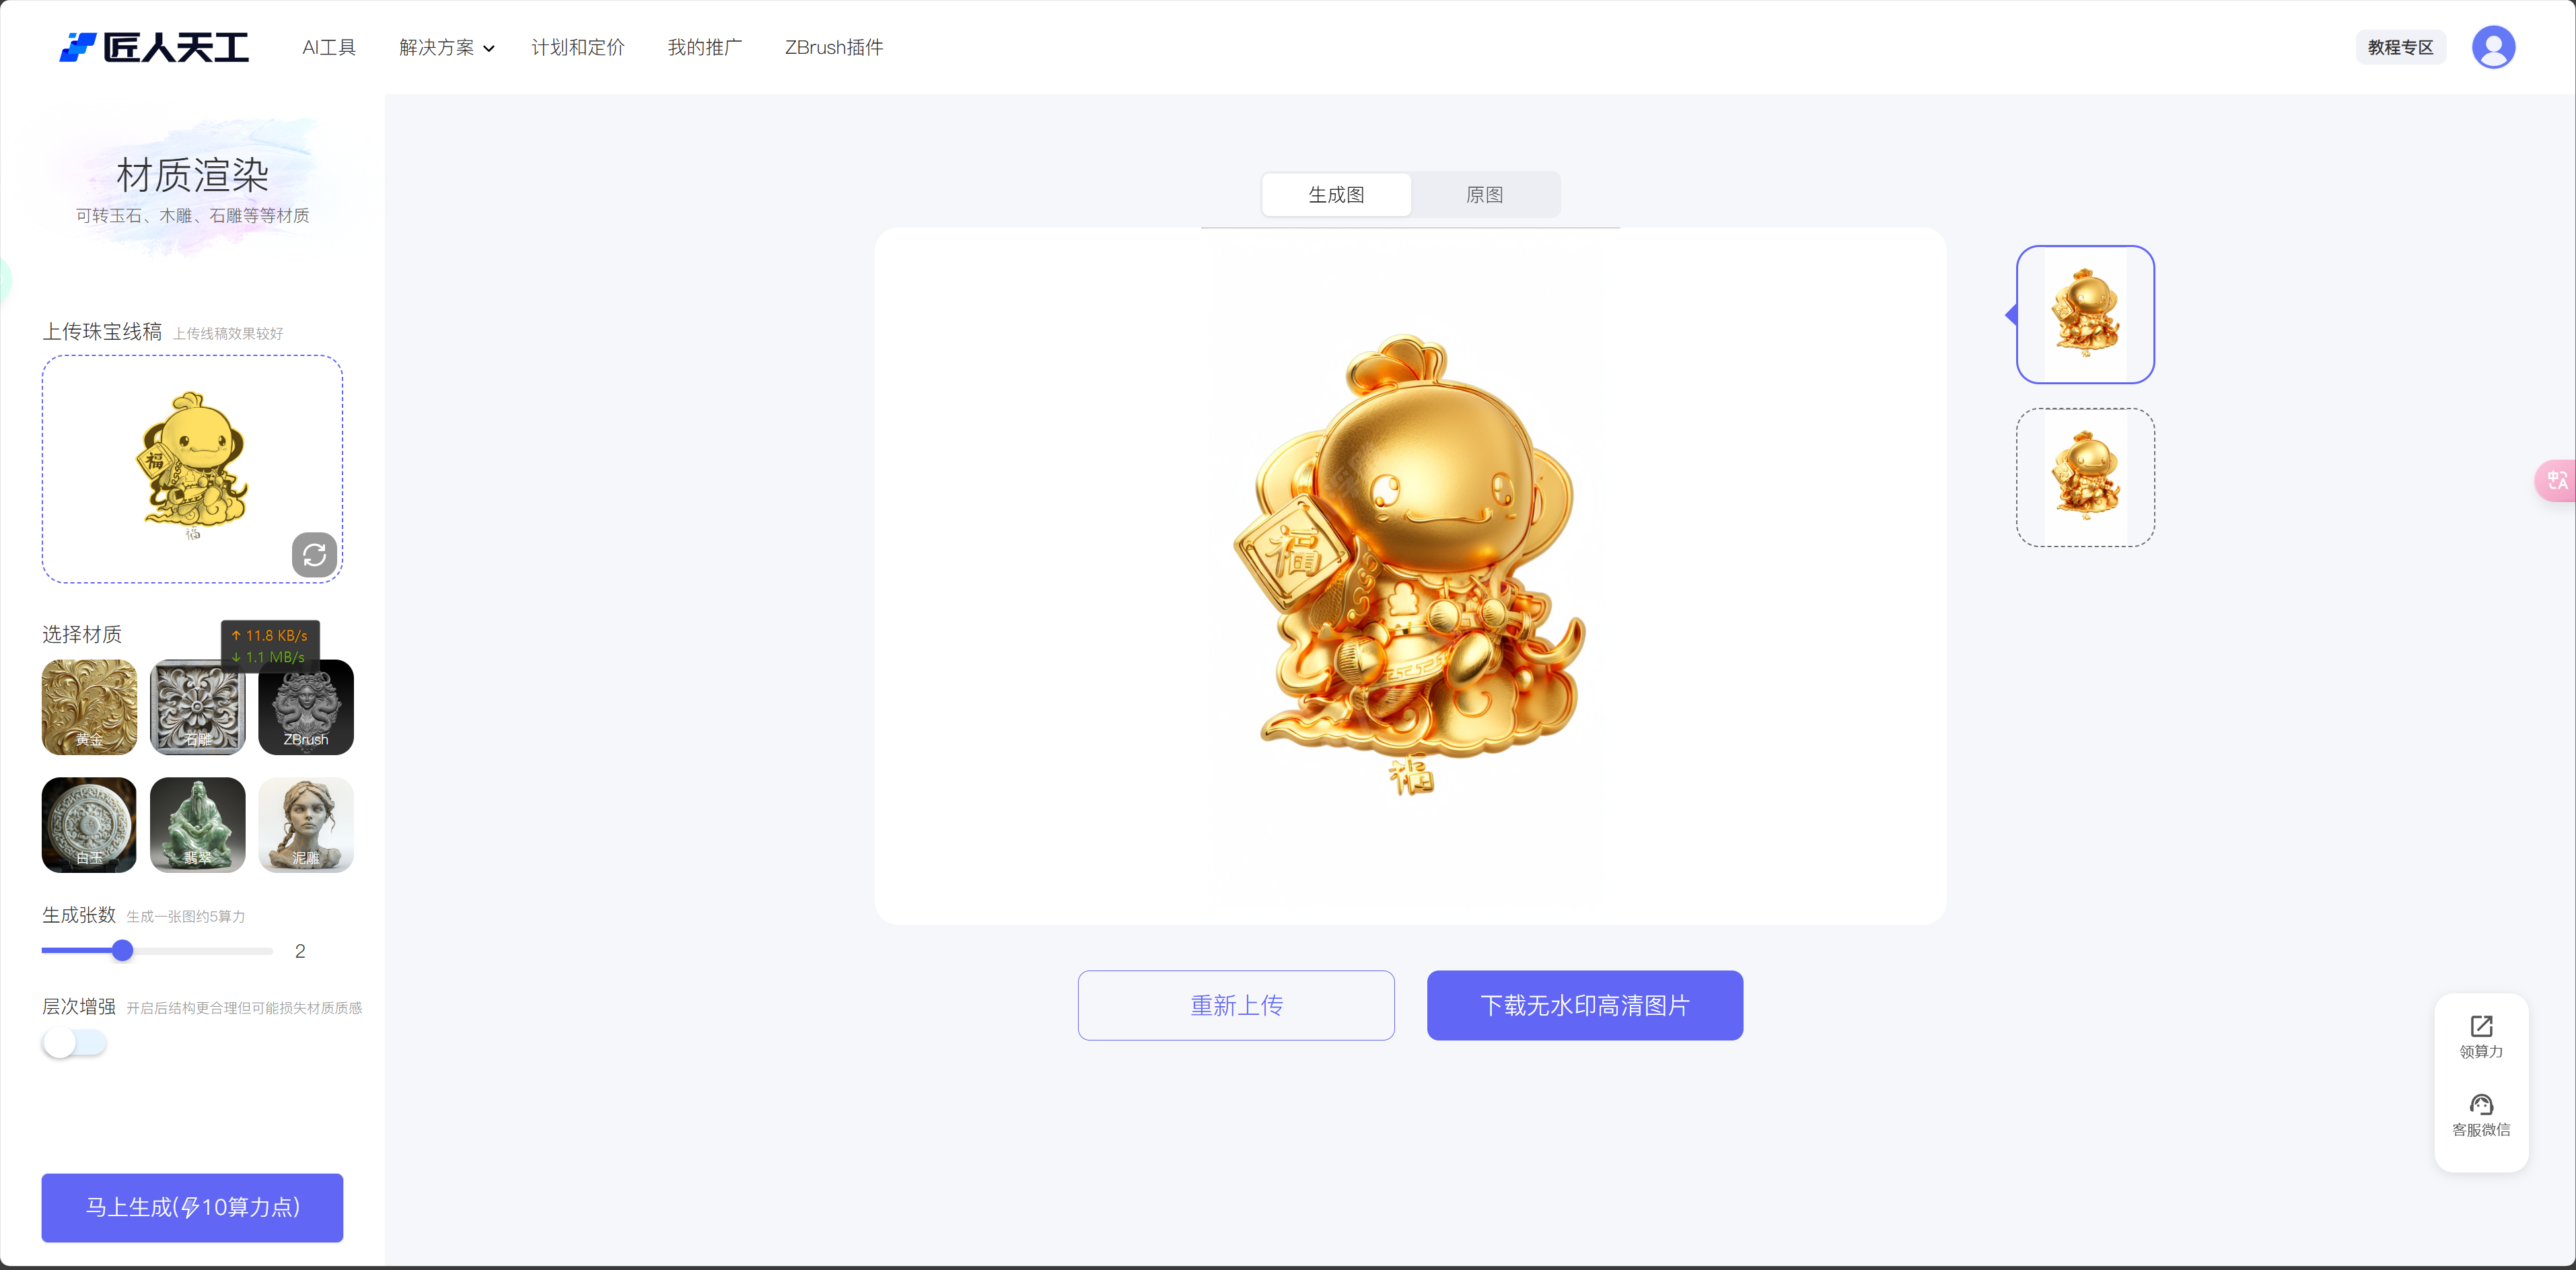 匠人天工
AI工具
解决方案
计划和定价
我的推广
ZBrush插件
教程专区
材质渲染
可转玉石、木雕、石雕等等材质
上传珠宝线稿 上传线稿效果较好
福
福
选择材质
↑ 11.8 KB/s
↓ 1.1 MB/s
黄金
石雕
ZBrush
白玉
翡翠
泥雕
生成张数 生成一张图约5算力
2
层次增强 开启后结构更合理但可能损失材质质感
马上生成(10算力点)
生成图
原图
福
福
重新上传
下载无水印高清图片
中A
领算力
客服微信